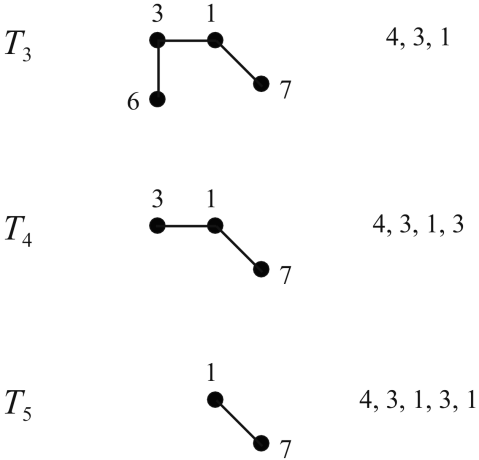 3 1
T3 4, 3, 1
6 7
3 1
T4 4, 3, 1, 3
7
1
T5 4, 3, 1, 3, 1
7